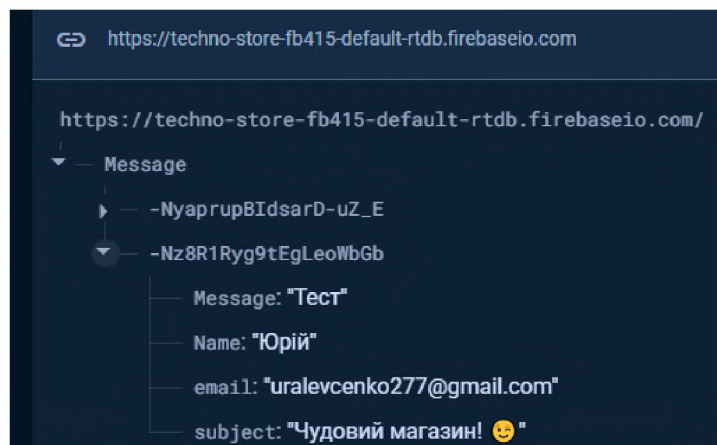 https://techno-store-fb415-default-rtdb.firebaseio.com
https://techno-store-fb415-default-rtdb.firebaseio.com/
Message
-NyaprupBIdsarD-uZ_E
-Nz8R1Ryg9tEgLeoWbGb
Message: "Тест"
Name: "Юрій"
email: "uralevcenko277@gmail.com"
subject: "Чудовий магазин! 😉"